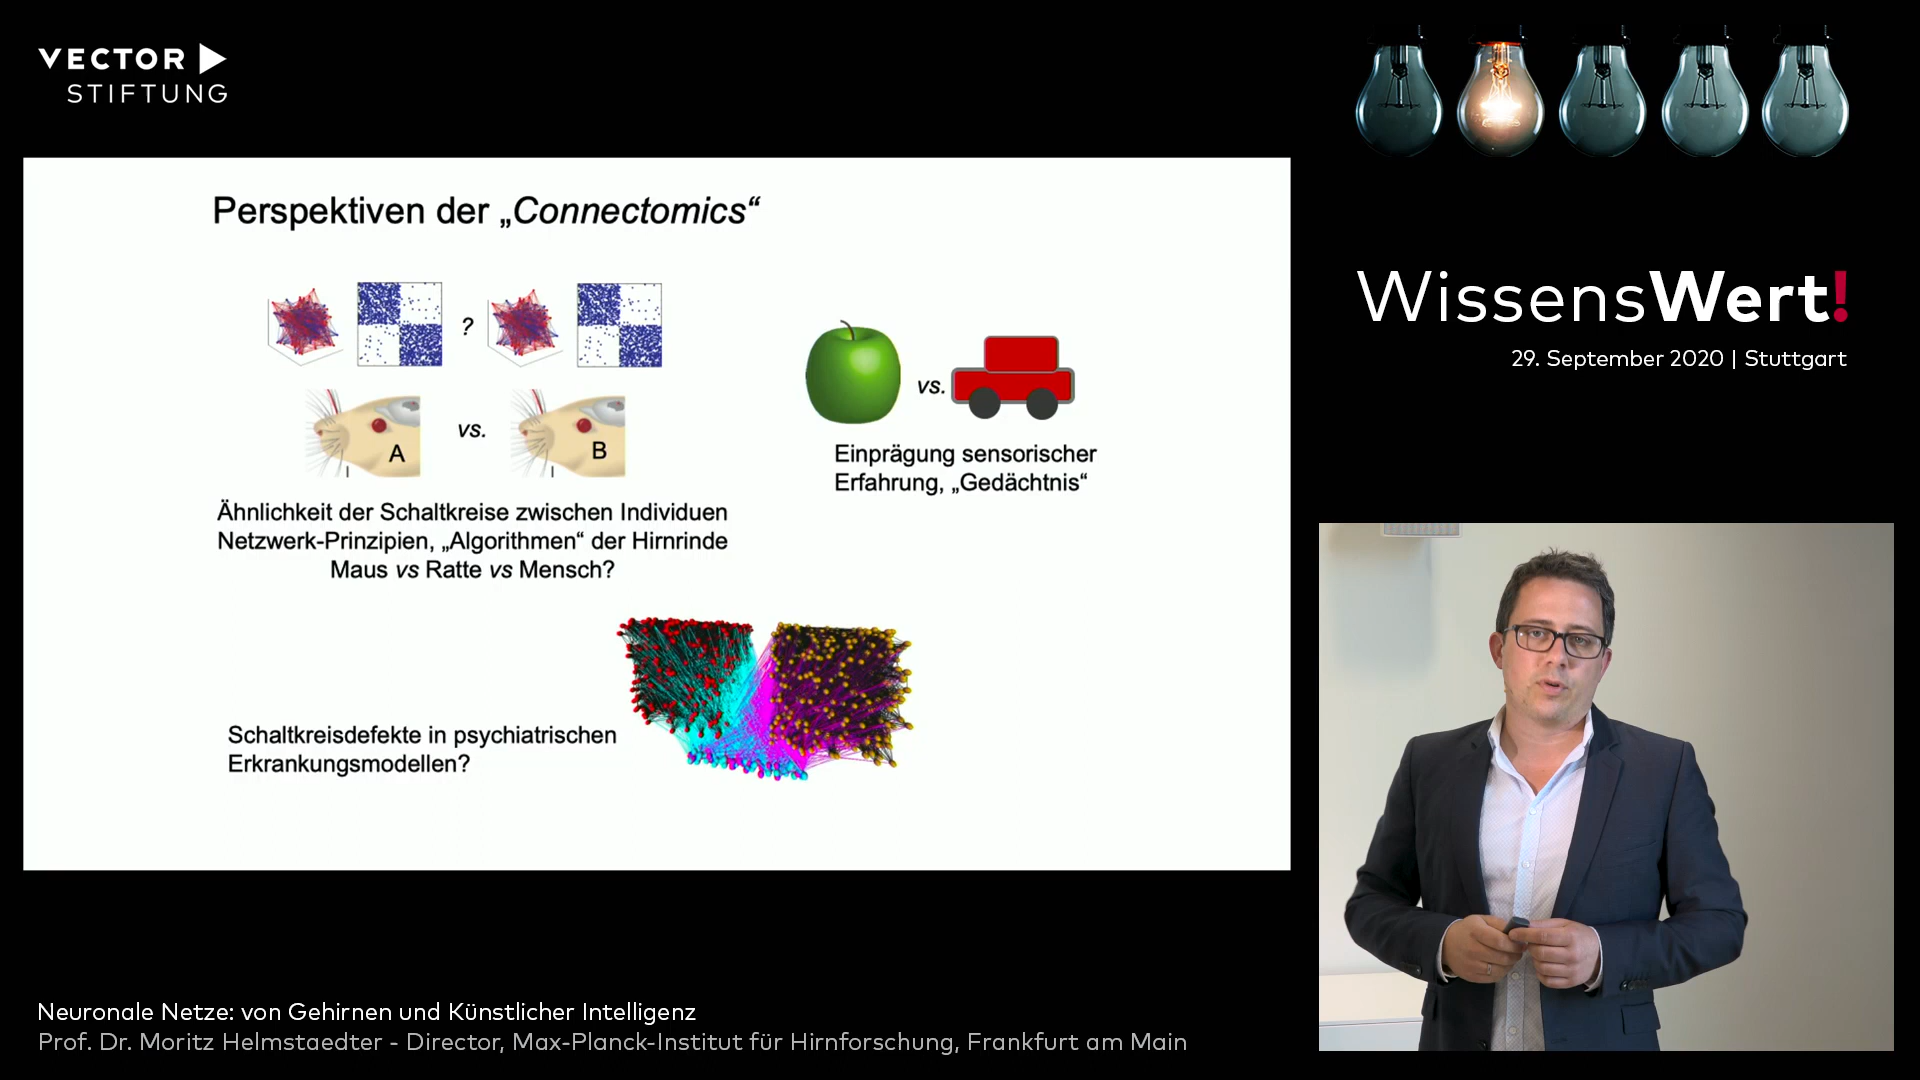 VECTOR
STIFTUNG
Perspektiven der „Connectomics“
?
A
vs.
B
Ähnlichkeit der Schaltkreise zwischen Individuen
Netzwerk-Prinzipien, „Algorithmen“ der Hirnrinde
Maus vs Ratte vs Mensch?
vs.
Einprägung sensorischer
Erfahrung, „Gedächtnis“
Schaltkreisdefekte in psychiatrischen
Erkrankungsmodellen?
WissensWert!
29. September 2020 | Stuttgart
Neuronale Netze: von Gehirnen und Künstlicher Intelligenz
Prof. Dr. Moritz Helmstaedter - Director, Max-Planck-Institut für Hirnforschung, Frankfurt am Main